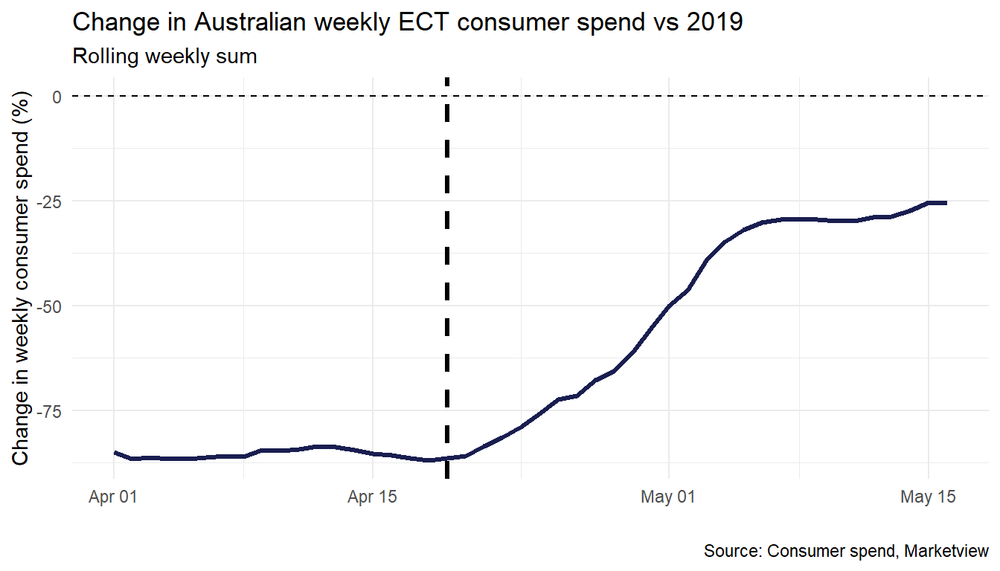 Change in Australian weekly ECT consumer spend vs 2019
Rolling weekly sum
Change in weekly consumer spend (%)
0
-25
-50
-75
Apr 01
Apr 15
May 01
May 15
Source: Consumer spend, Marketview